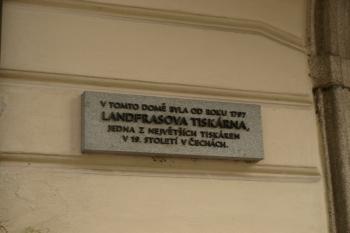 V TOMTO DOMĚ BYLA OD ROKU 1797
LANDFRASOVA TISKÁRNA,
JEDNA Z NEJVĚTŠÍCH TISKÁREN
V 19. STOLETÍ V ČECHÁCH.